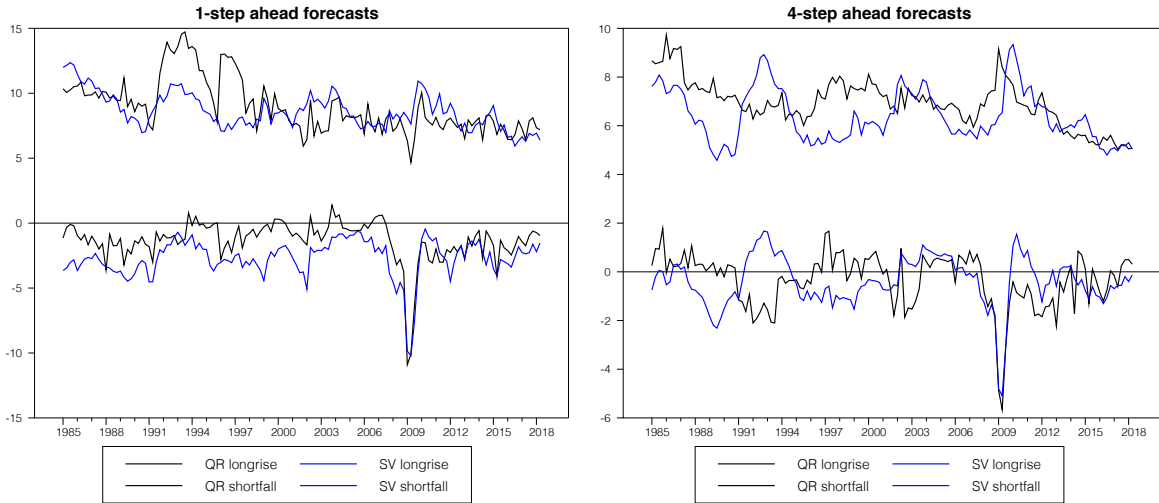 1-step ahead forecasts
15
10
5
0
-5
-10
-15
1985 1988 1991 1994 1997 2000 2003 2006 2009 2012 2015 2018
QR longrise SV longrise
QR shortfall SV shortfall
4-step ahead forecasts
10
8
6
4
2
0
-2
-4
-6
1985 1988 1991 1994 1997 2000 2003 2006 2009 2012 2015 2018
QR longrise SV longrise
QR shortfall SV shortfall